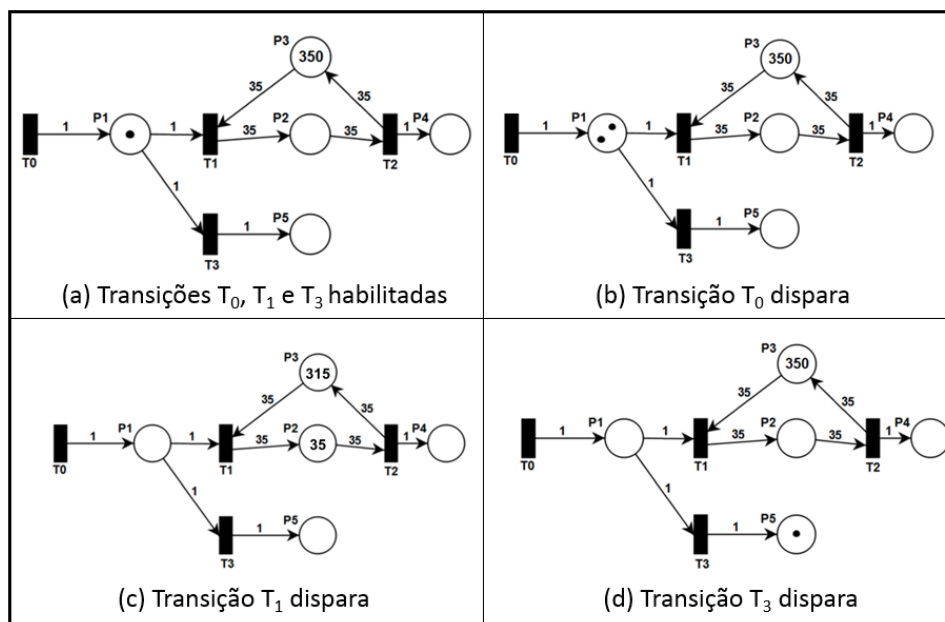 P3
350
35
35
P1
1
1
35
P2
35
1
P4
T0
T1
T2
1
P5
1
T3
(a) Transições T0, T1 e T3 habilitadas
P3
350
35
35
P1
1
1
35
P2
35
1
P4
T0
T1
T2
1
P5
1
T3
(b) Transição T0 dispara
P3
315
35
35
P1
1
1
35
P2
35
35
1
P4
T0
T1
T2
1
P5
1
T3
(c) Transição T1 dispara
P3
350
35
35
P1
1
1
35
P2
35
1
P4
T0
T1
T2
1
P5
1
T3
(d) Transição T3 dispara